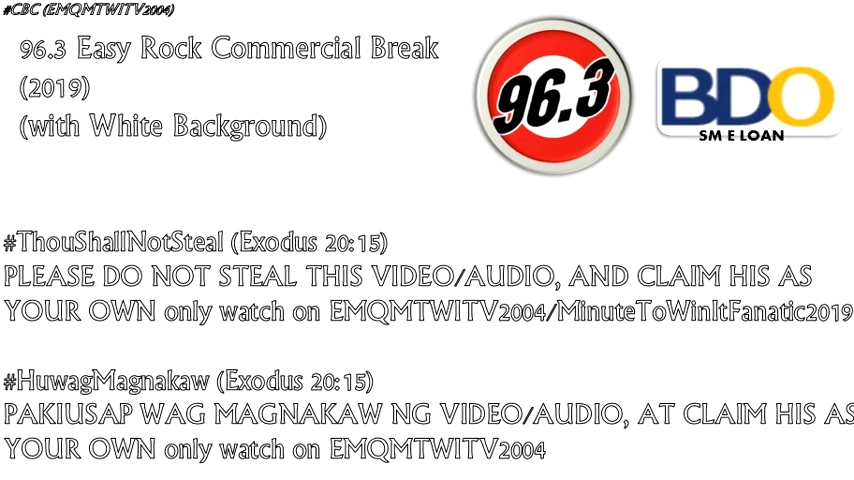 #CBC (EMQMTWITV2004)
96.3 Easy Rock Commercial Break
(2019)
(with White Background)
96.3
BDO
SM E LOAN
#ThouShallNotSteal (Exodus 20:15)
PLEASE DO NOT STEAL THIS VIDEO/AUDIO, AND CLAIM HIS AS
YOUR OWN only watch on EMQMTWITV2004/MinuteToWinItFanatic2019
#HuwagMagnakaw (Exodus 20:15)
PAKIUSAP WAG MAGNAKAW NG VIDEO/AUDIO, AT CLAIM HIS AS
YOUR OWN only watch on EMQMTWITV2004